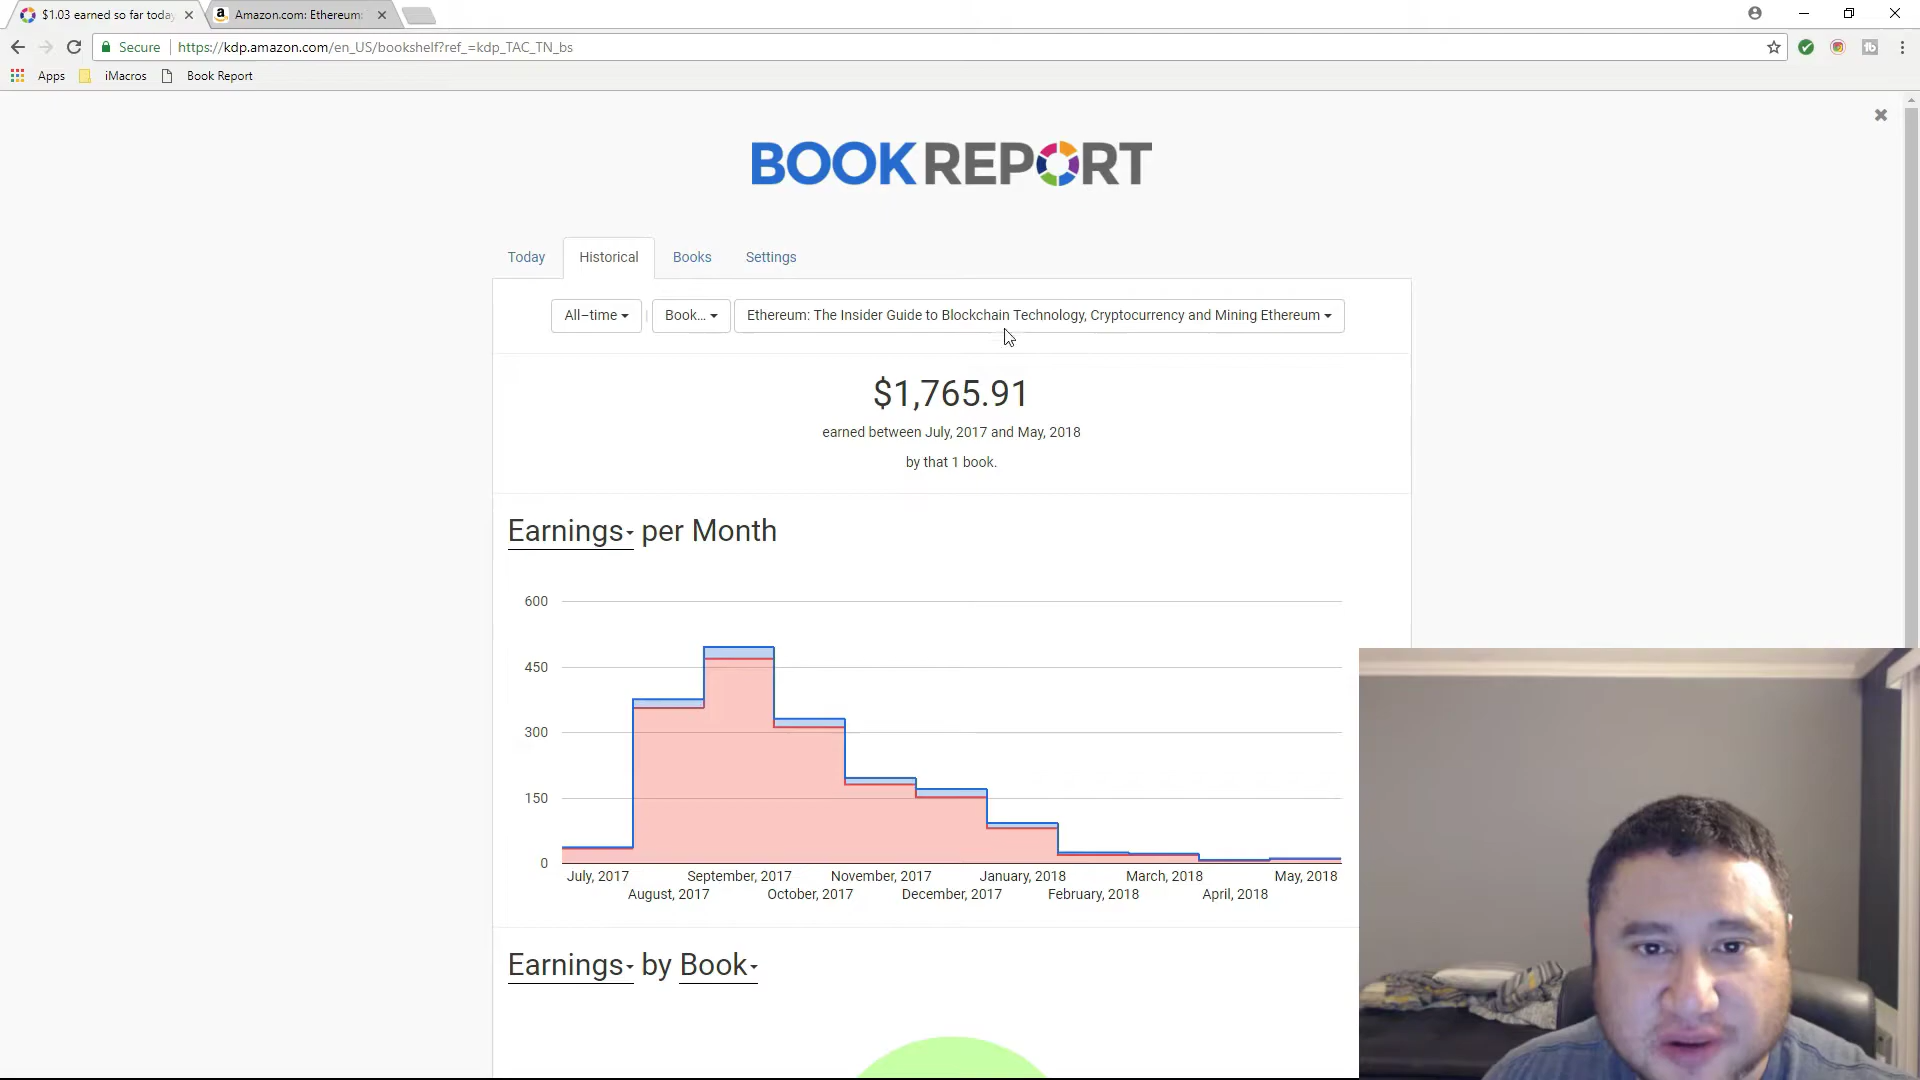 $1.03 earned so far toda
Amazon.com: Ethereum:
Secure | https://kdp.amazon.com/en_US/bookshelf?ref_=kdp_TAC_TN_bs
Apps iMacros Book Report
BOOK REPORT
Today Historical Books Settings
All-time Book... Ethereum: The Insider Guide to Blockchain Technology, Cryptocurrency and Mining Ethereum
$1,765.91
earned between July, 2017 and May, 2018
by that 1 book.
Earnings per Month
600
450
300
150
0
July, 2017 September, 2017 November, 2017 January, 2018 March, 2018 May, 2018
August, 2017 October, 2017 December, 2017 February, 2018 April, 2018
Earnings by Book